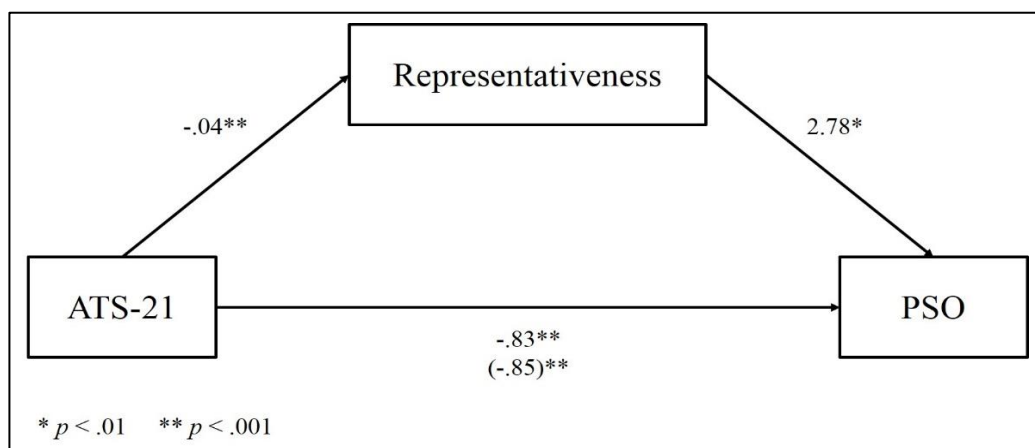 Representativeness
-.04**
2.78*
ATS-21
PSO
-.83**
(-.85)**
* p < .01 ** p < .001